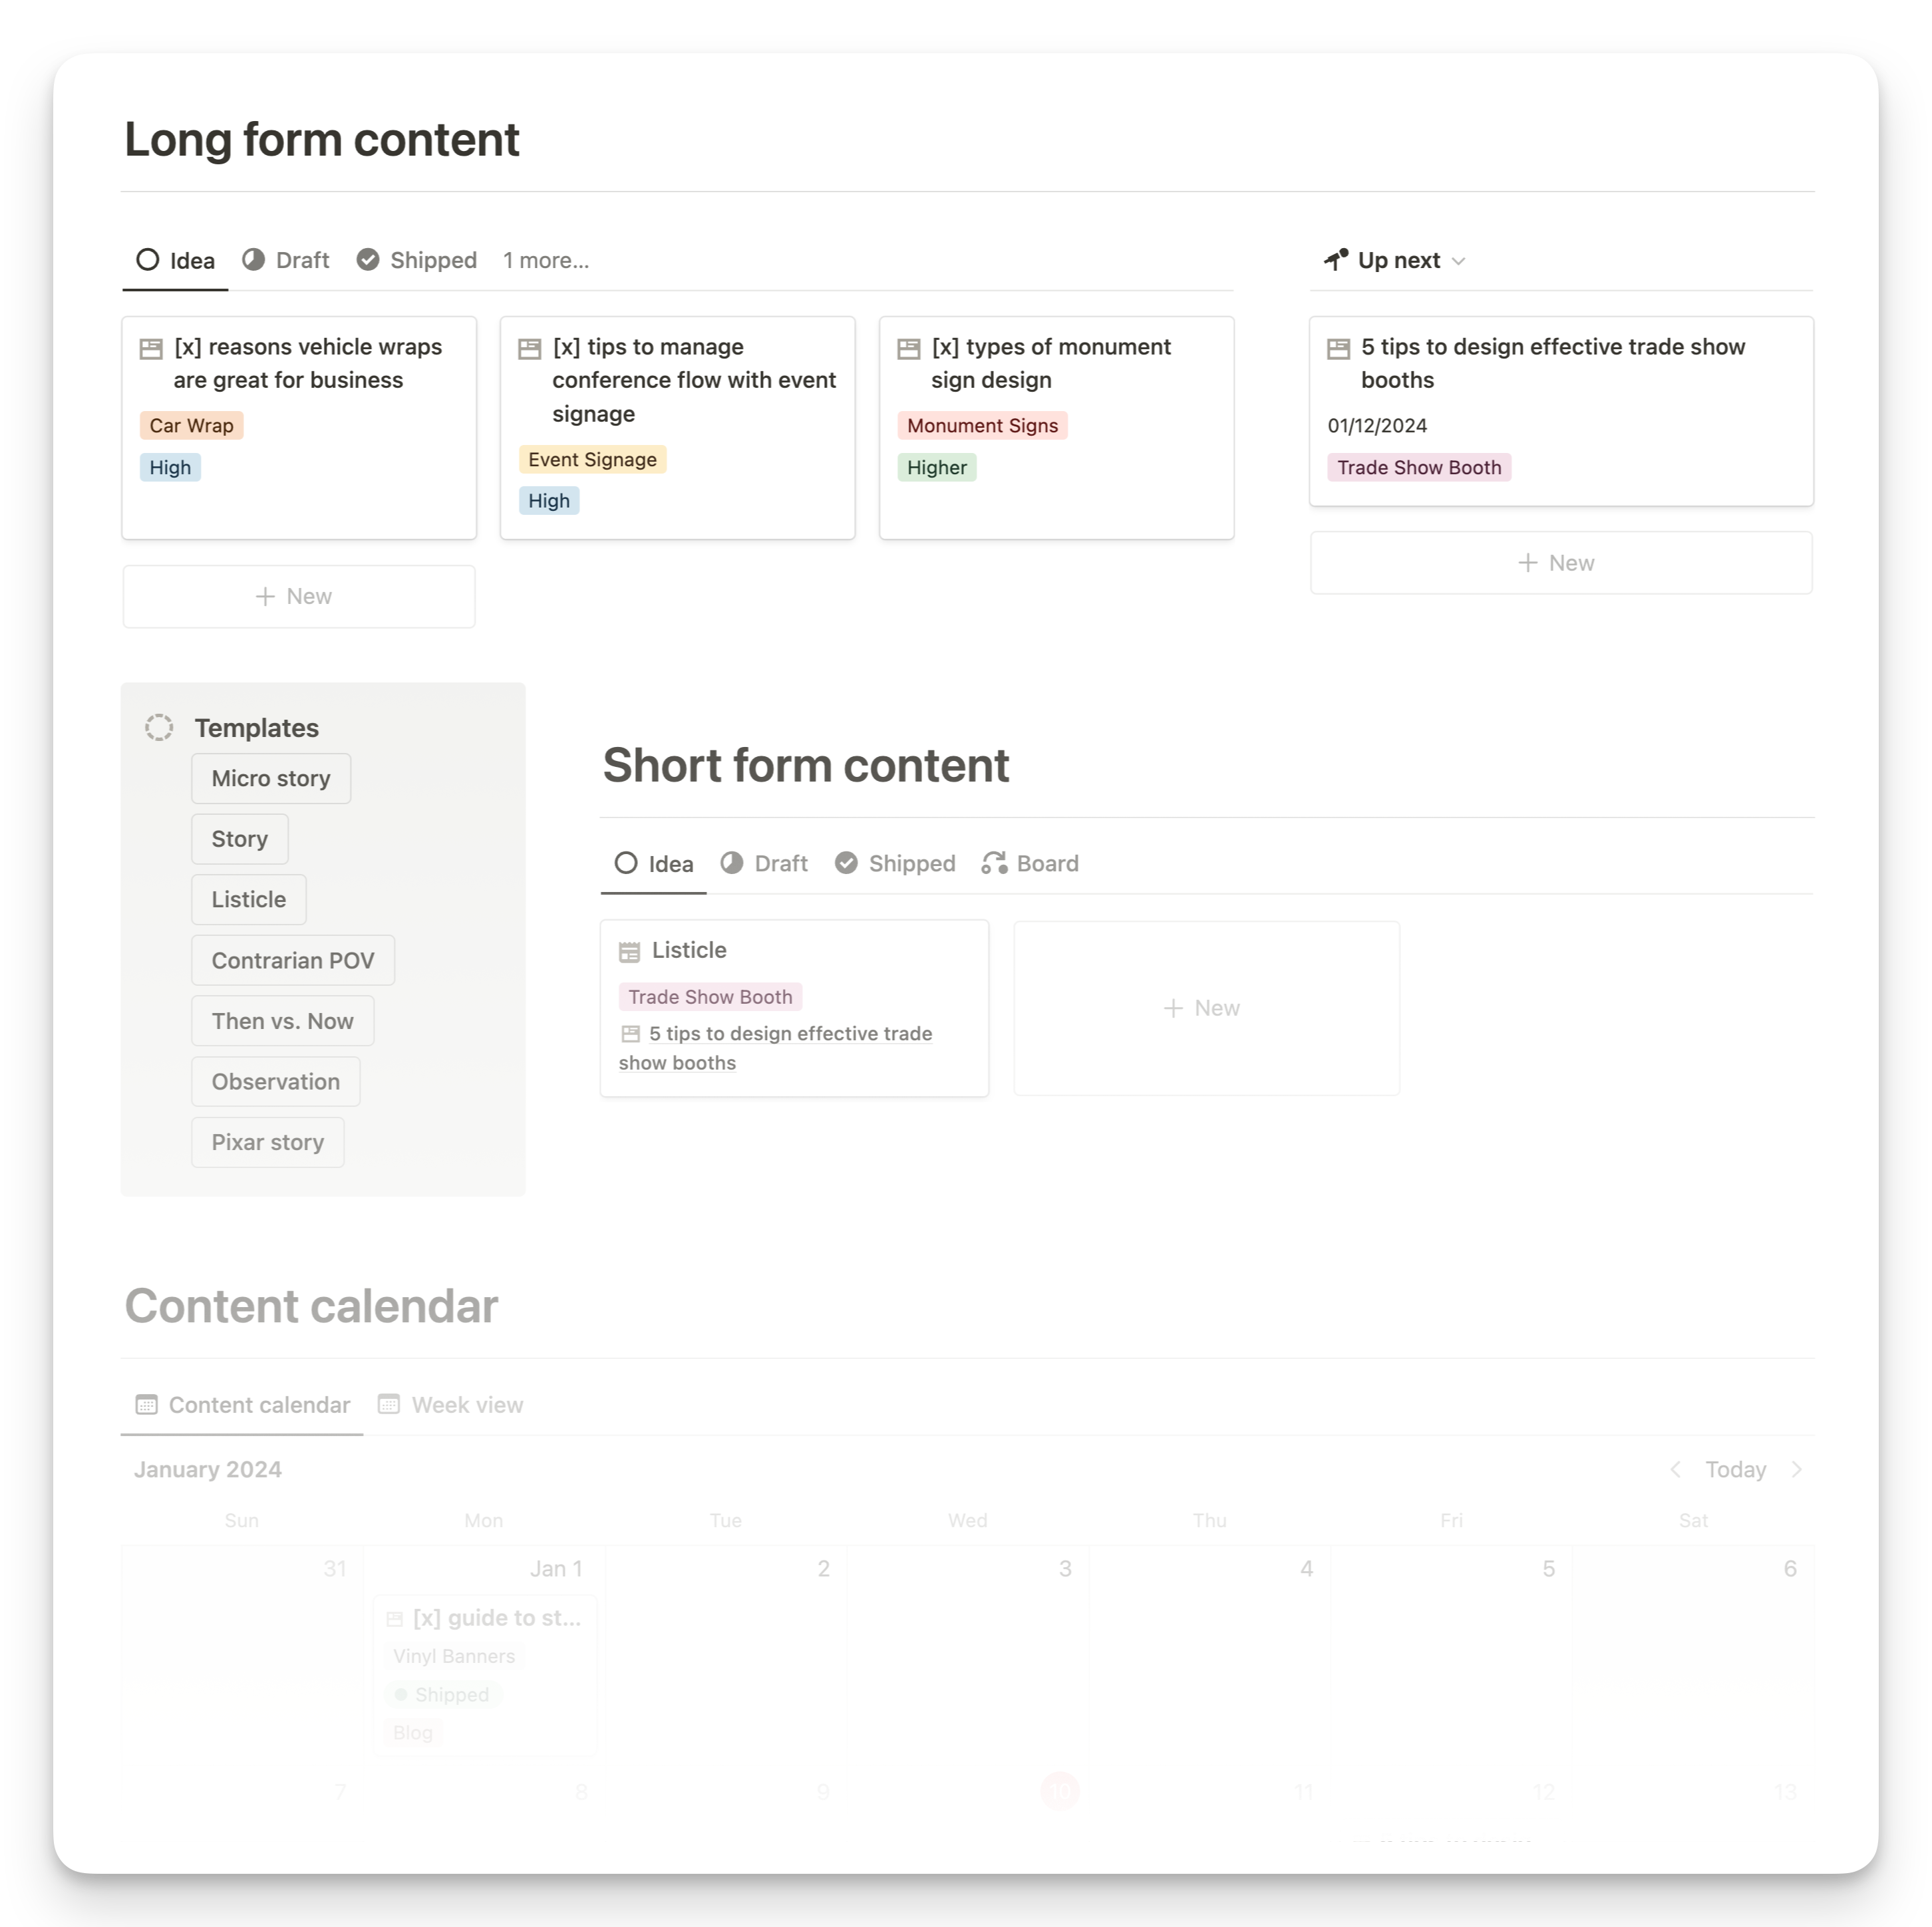 Long form content
Idea
Draft
Shipped
1 more...
Up next
[x] reasons vehicle wraps
are great for business
Car Wrap
High
[x] tips to manage
conference flow with event
signage
Event Signage
High
[x] types of monument
sign design
Monument Signs
Higher
5 tips to design effective trade show
booths
01/12/2024
Trade Show Booth
+ New
+ New
Templates
Micro story
Story
Listicle
Contrarian POV
Then vs. Now
Observation
Pixar story
Short form content
Idea
Draft
Shipped
Board
Listicle
Trade Show Booth
5 tips to design effective trade
show booths
+ New
Content calendar
Content calendar
Week view
January 2024
Today
Sun
Mon
Tue
Wed
Thu
Fri
Sat
31
Jan 1
2
3
4
5
6
[x] guide to st...
Vinyl Banners
Shipped
Blog
7
8
9
10
11
12
13